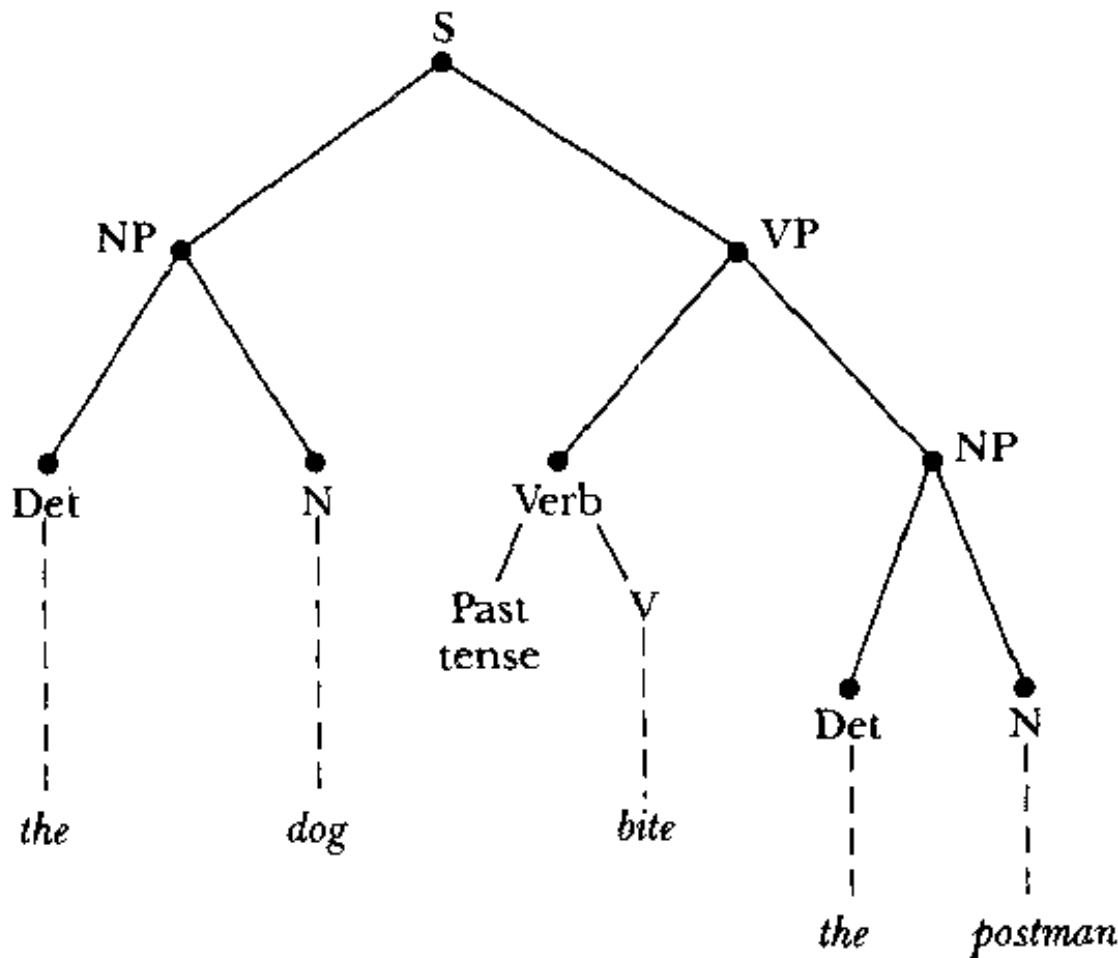 S
NP VP
NP
Det N Verb
Past V
tense
Det N
the dog bite
the postman